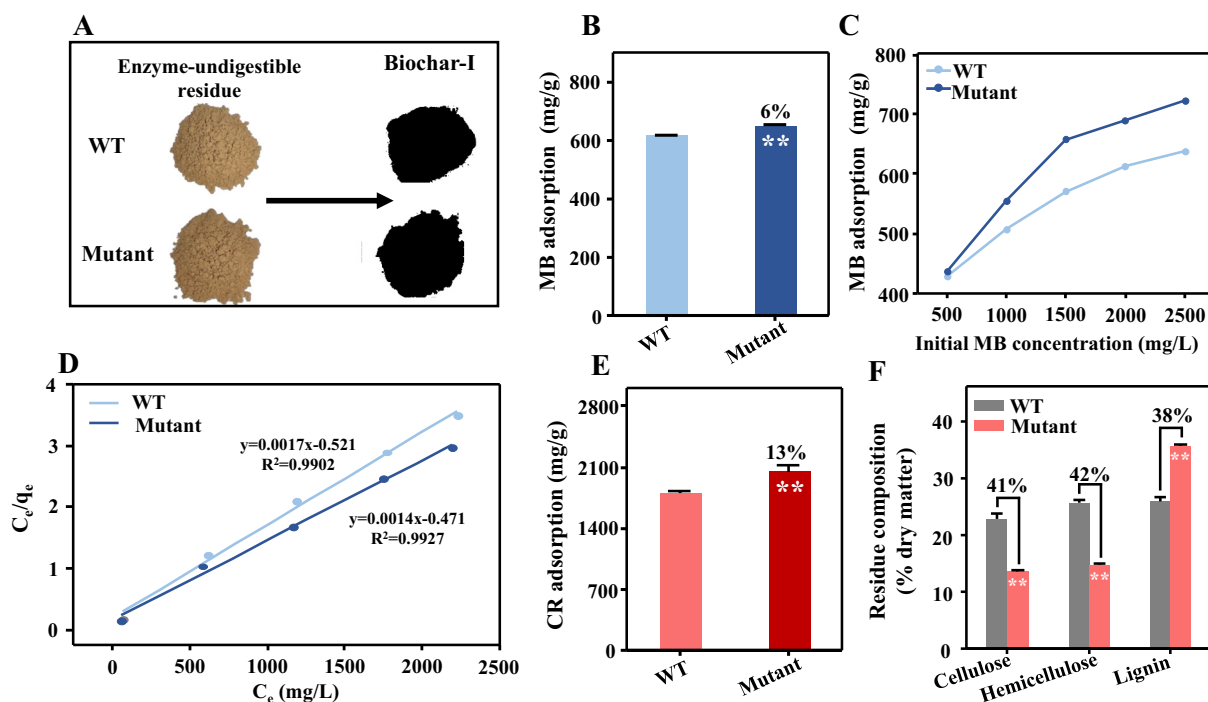 A
Enzyme-undigestible
residue
Biochar-I
WT
Mutant
B
MB adsorption (mg/g)
800
600
400
200
0
6%
**
WT
Mutant
C
WT
Mutant
MB adsorption (mg/g)
800
700
600
500
400
500
1000
1500
2000
2500
Initial MB concentration (mg/L)
D
WT
Mutant
Ce/qe
4
3
2
1
0
y=0.0017x-0.521
R²=0.9902
y=0.0014x-0.471
R²=0.9927
0
500
1000
1500
2000
2500
Ce (mg/L)
E
CR adsorption (mg/g)
2800
2100
1400
700
0
13%
**
WT
Mutant
F
WT
Mutant
Residue composition
(% dry matter)
40
30
20
10
0
41%
**
42%
**
38%
**
Cellulose
Hemicellulose
Lignin